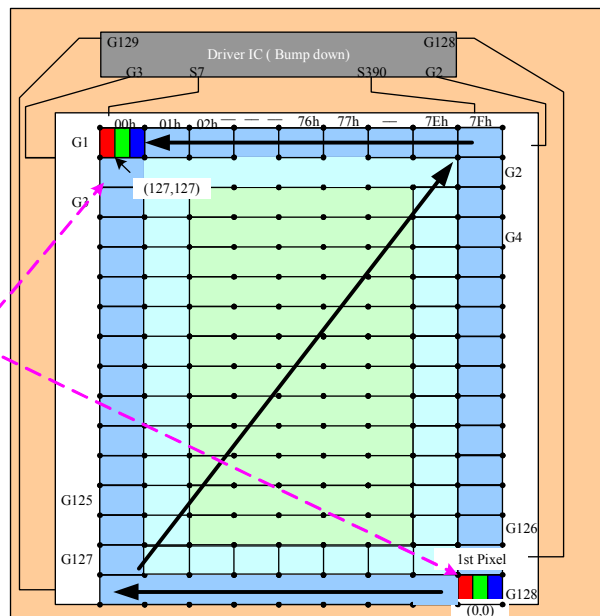 G129 G128
Driver IC ( Bump down)
G3 S7 S390 G2
00h 01h 02h — — — 76h 77h — 7Eh 7Fh
G1
G2
(127,127)
G3
G4
G125
G126
G127
1st Pixel
G128
(0,0)